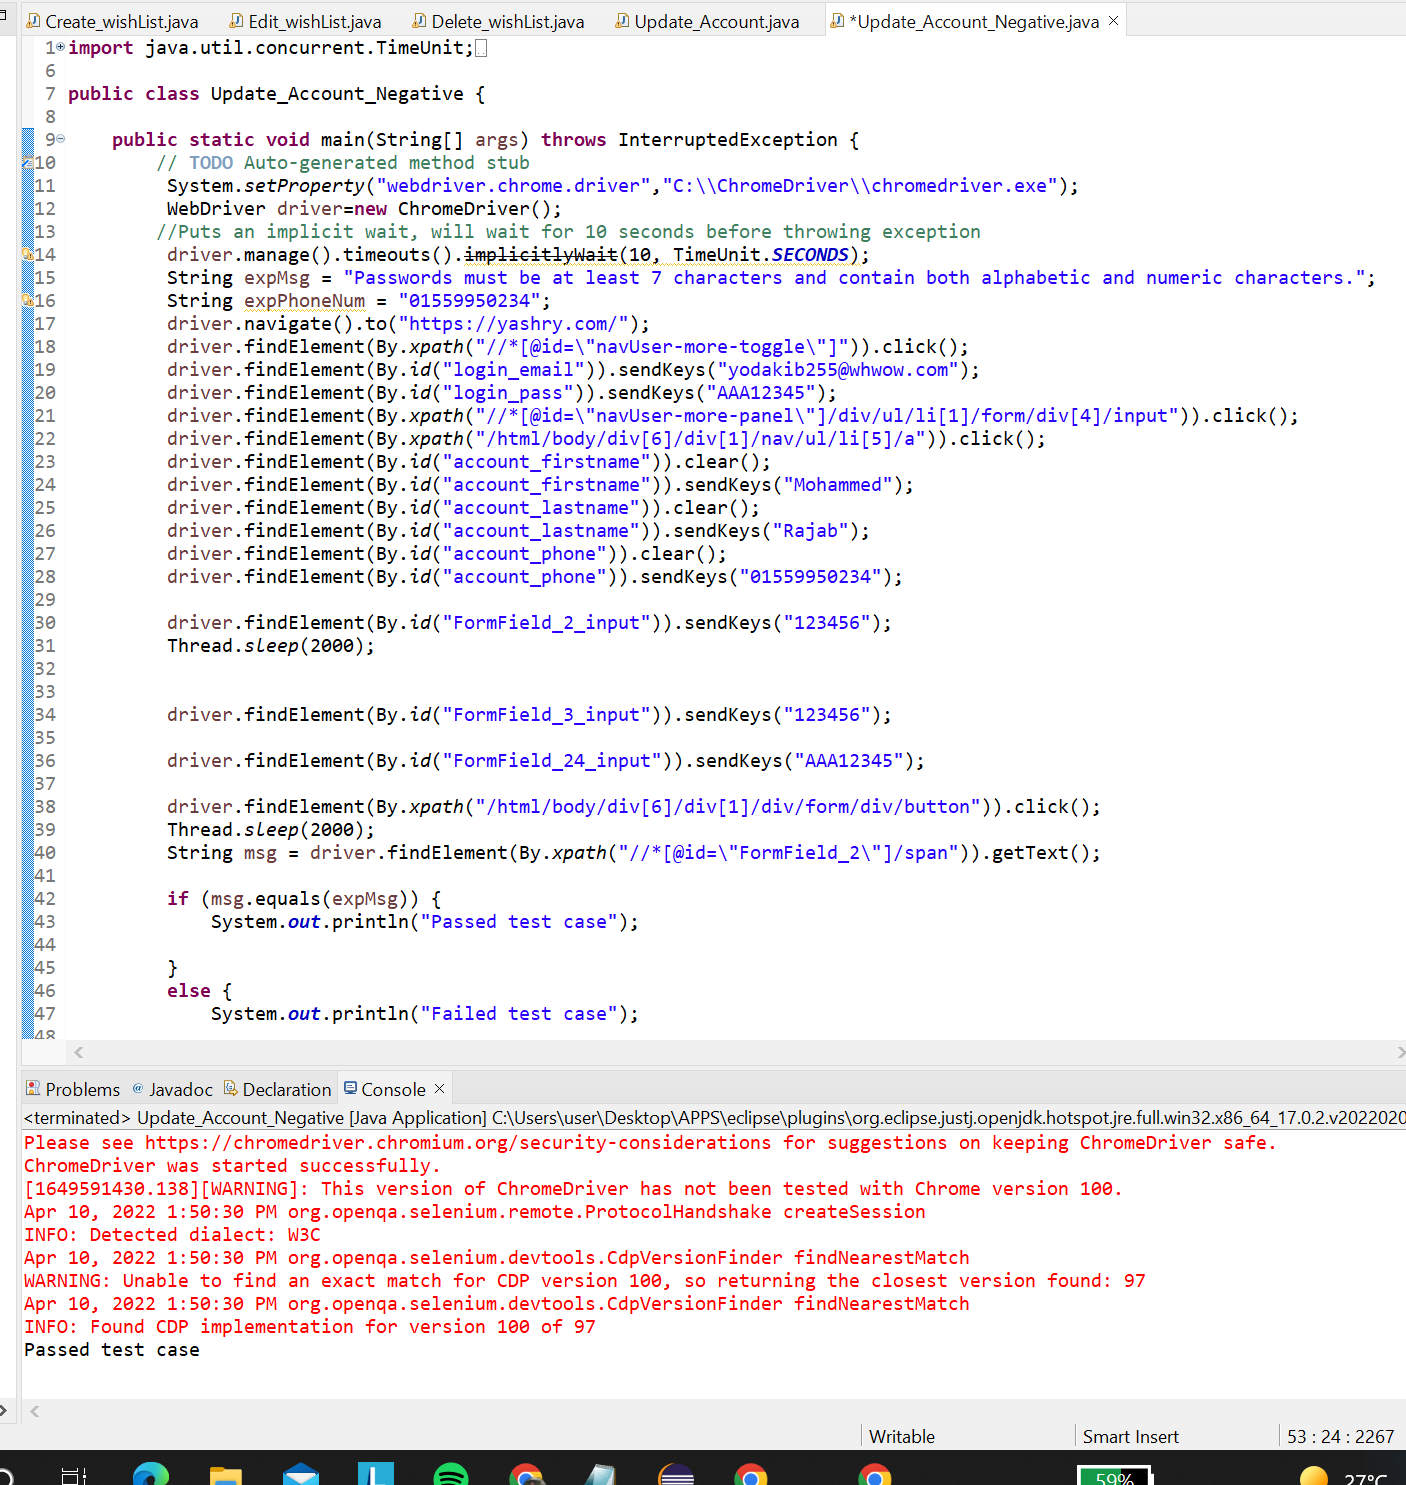 Create_wishList.java Edit_wishList.java Delete_wishList.java Update_Account.java *Update_Account_Negative.java
1 import java.util.concurrent.TimeUnit;
6
7 public class Update_Account_Negative {
8
9 public static void main(String[] args) throws InterruptedException {
10 // TODO Auto-generated method stub
11 System.setProperty("webdriver.chrome.driver","C:\\ChromeDriver\\chromedriver.exe");
12 WebDriver driver=new ChromeDriver();
13 //Puts an implicit wait, will wait for 10 seconds before throwing exception
14 driver.manage().timeouts().implicitlyWait(10, TimeUnit.SECONDS);
15 String expMsg = "Passwords must be at least 7 characters and contain both alphabetic and numeric characters.";
16 String expPhoneNum = "01559950234";
17 driver.navigate().to("https://yashry.com/");
18 driver.findElement(By.xpath("//*[@id=\"navUser-more-toggle\"]")).click();
19 driver.findElement(By.id("login_email")).sendKeys("yodakib255@whwow.com");
20 driver.findElement(By.id("login_pass")).sendKeys("AAA12345");
21 driver.findElement(By.xpath("//*[@id=\"navUser-more-panel\"]/div/ul/li[1]/form/div[4]/input")).click();
22 driver.findElement(By.xpath("/html/body/div[6]/div[1]/nav/ul/li[5]/a")).click();
23 driver.findElement(By.id("account_firstname")).clear();
24 driver.findElement(By.id("account_firstname")).sendKeys("Mohammed");
25 driver.findElement(By.id("account_lastname")).clear();
26 driver.findElement(By.id("account_lastname")).sendKeys("Rajab");
27 driver.findElement(By.id("account_phone")).clear();
28 driver.findElement(By.id("account_phone")).sendKeys("01559950234");
29
30 driver.findElement(By.id("FormField_2_input")).sendKeys("123456");
31 Thread.sleep(2000);
32
33
34 driver.findElement(By.id("FormField_3_input")).sendKeys("123456");
35
36 driver.findElement(By.id("FormField_24_input")).sendKeys("AAA12345");
37
38 driver.findElement(By.xpath("/html/body/div[6]/div[1]/div/form/div/button")).click();
39 Thread.sleep(2000);
40 String msg = driver.findElement(By.xpath("//*[@id=\"FormField_2\"]/span")).getText();
41
42 if (msg.equals(expMsg)) {
43 System.out.println("Passed test case");
44
45 }
46 else {
47 System.out.println("Failed test case");
48
Problems @ Javadoc Declaration Console
<terminated> Update_Account_Negative [Java Application] C:\Users\user\Desktop\APPS\eclipse\plugins\org.eclipse.justj.openjdk.hotspot.jre.full.win32.x86_64_17.0.2.v2022020
Please see https://chromedriver.chromium.org/security-considerations for suggestions on keeping ChromeDriver safe.
ChromeDriver was started successfully.
[1649591430.138][WARNING]: This version of ChromeDriver has not been tested with Chrome version 100.
Apr 10, 2022 1:50:30 PM org.openqa.selenium.remote.ProtocolHandshake createSession
INFO: Detected dialect: W3C
Apr 10, 2022 1:50:30 PM org.openqa.selenium.devtools.CdpVersionFinder findNearestMatch
WARNING: Unable to find an exact match for CDP version 100, so returning the closest version found: 97
Apr 10, 2022 1:50:30 PM org.openqa.selenium.devtools.CdpVersionFinder findNearestMatch
INFO: Found CDP implementation for version 100 of 97
Passed test case
Writable Smart Insert 53 : 24 : 2267
59% 27°C